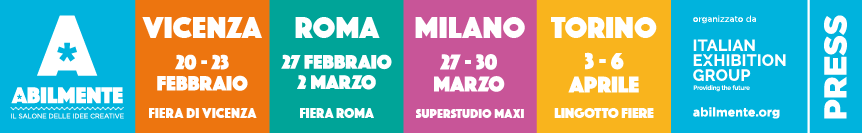 A
ABILMENTE
IL SALONE DELLE IDEE CREATIVE
VICENZA
20 - 23
FEBBRAIO
FIERA DI VICENZA
ROMA
27 FEBBRAIO
2 MARZO
FIERA ROMA
MILANO
27 - 30
MARZO
SUPERSTUDIO MAXI
TORINO
3 - 6
APRILE
LINGOTTO FIERE
organizzato da
ITALIAN
EXHIBITION
GROUP
Providing the future
abilmente.org
PRESS